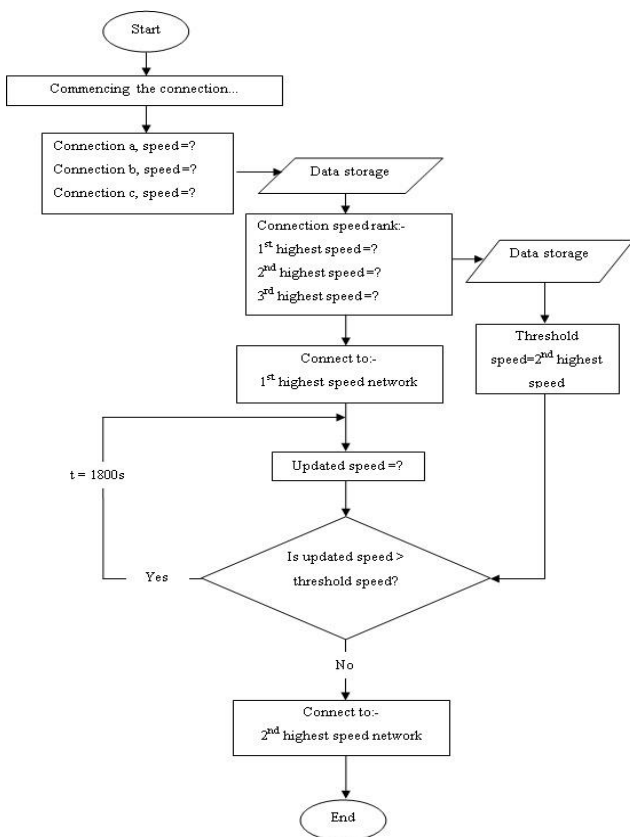 Start
Commencing the connection...
Connection a, speed=?
Connection b, speed=?
Connection c, speed=?
Data storage
Connection speed rank:-
1st highest speed=?
2nd highest speed=?
3rd highest speed=?
Data storage
Threshold
speed=2nd highest
speed
Connect to:-
1st highest speed network
t = 1800s
Updated speed=?
Is updated speed >
threshold speed?
Yes
No
Connect to:-
2nd highest speed network
End